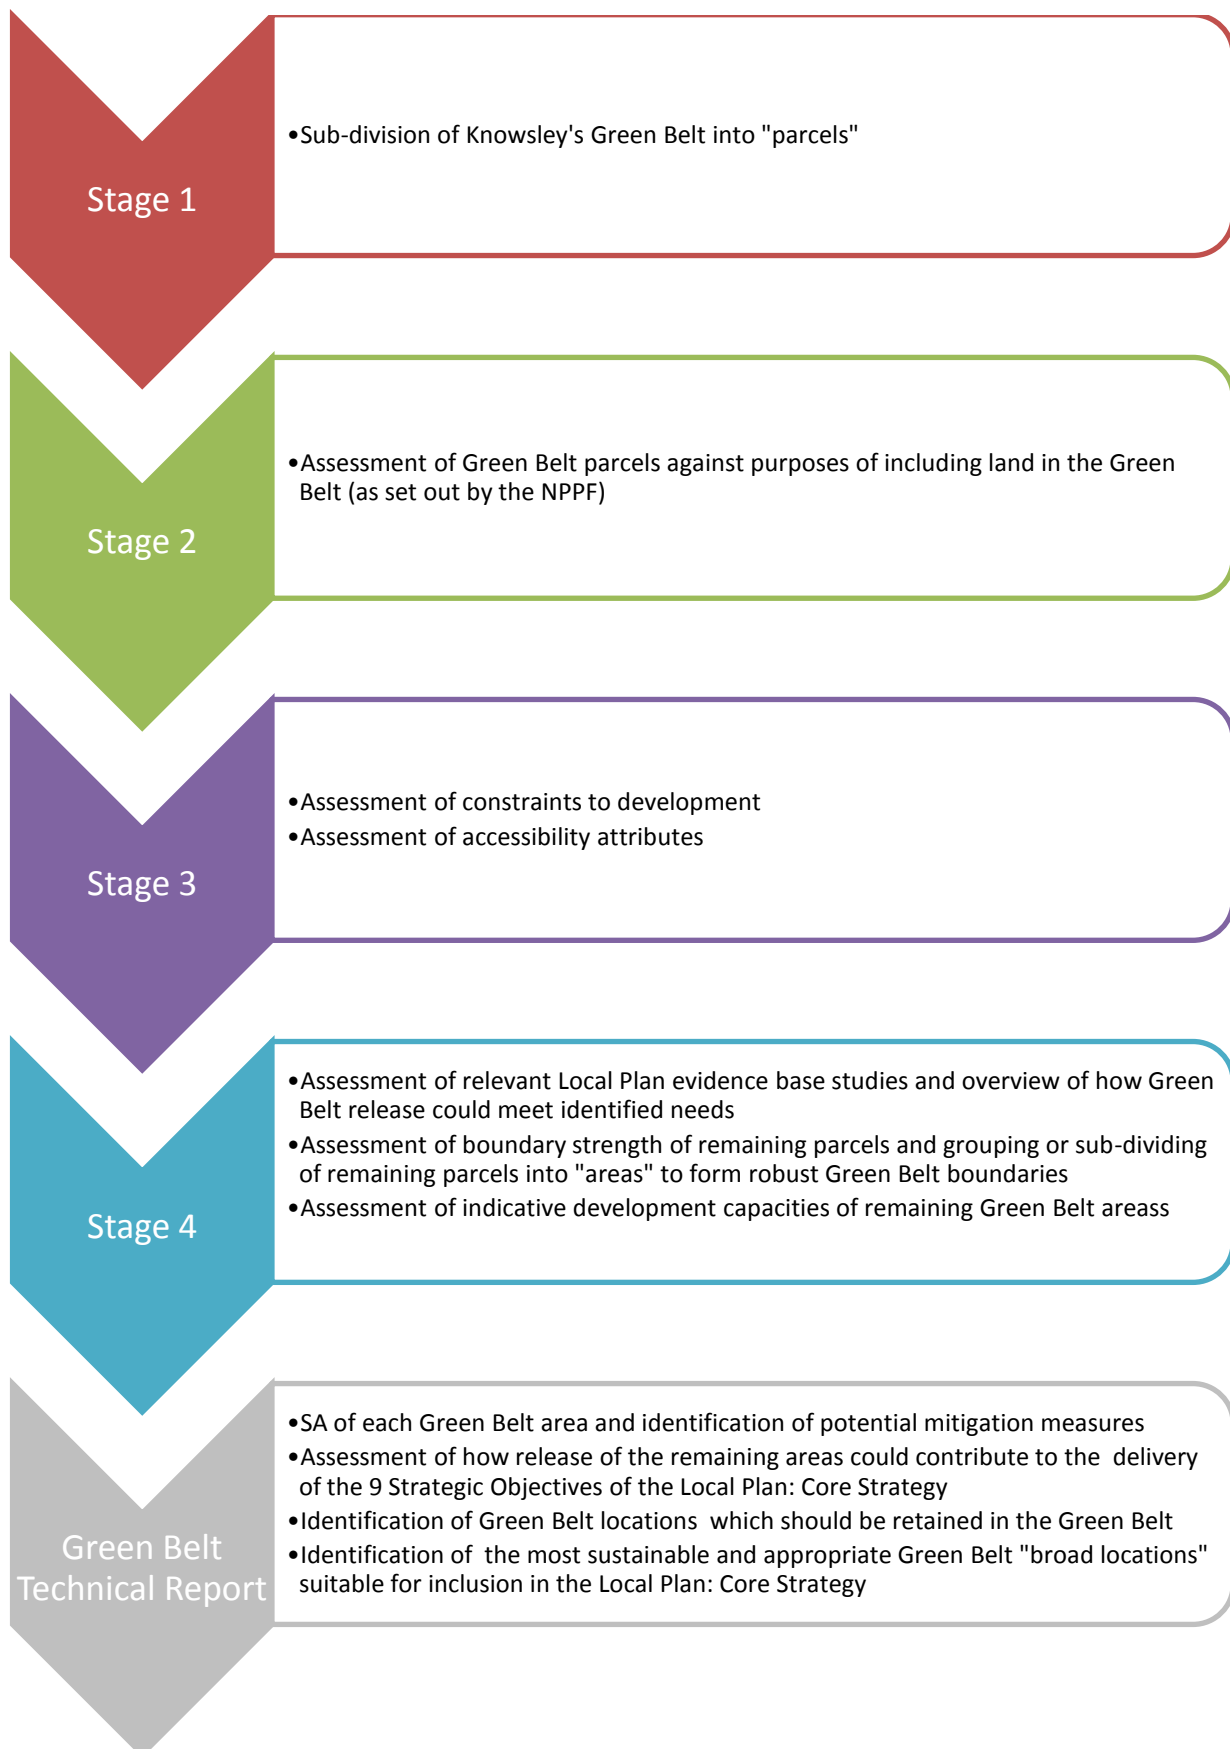 Stage 1
•Sub-division of Knowsley's Green Belt into "parcels"
Stage 2
•Assessment of Green Belt parcels against purposes of including land in the Green
Belt (as set out by the NPPF)
Stage 3
•Assessment of constraints to development
•Assessment of accessibility attributes
Stage 4
•Assessment of relevant Local Plan evidence base studies and overview of how Green
Belt release could meet identified needs
•Assessment of boundary strength of remaining parcels and grouping or sub-dividing
of remaining parcels into "areas" to form robust Green Belt boundaries
•Assessment of indicative development capacities of remaining Green Belt areass
Green Belt
Technical Report
•SA of each Green Belt area and identification of potential mitigation measures
•Assessment of how release of the remaining areas could contribute to the delivery
of the 9 Strategic Objectives of the Local Plan: Core Strategy
•Identification of Green Belt locations which should be retained in the Green Belt
•Identification of the most sustainable and appropriate Green Belt "broad locations"
suitable for inclusion in the Local Plan: Core Strategy